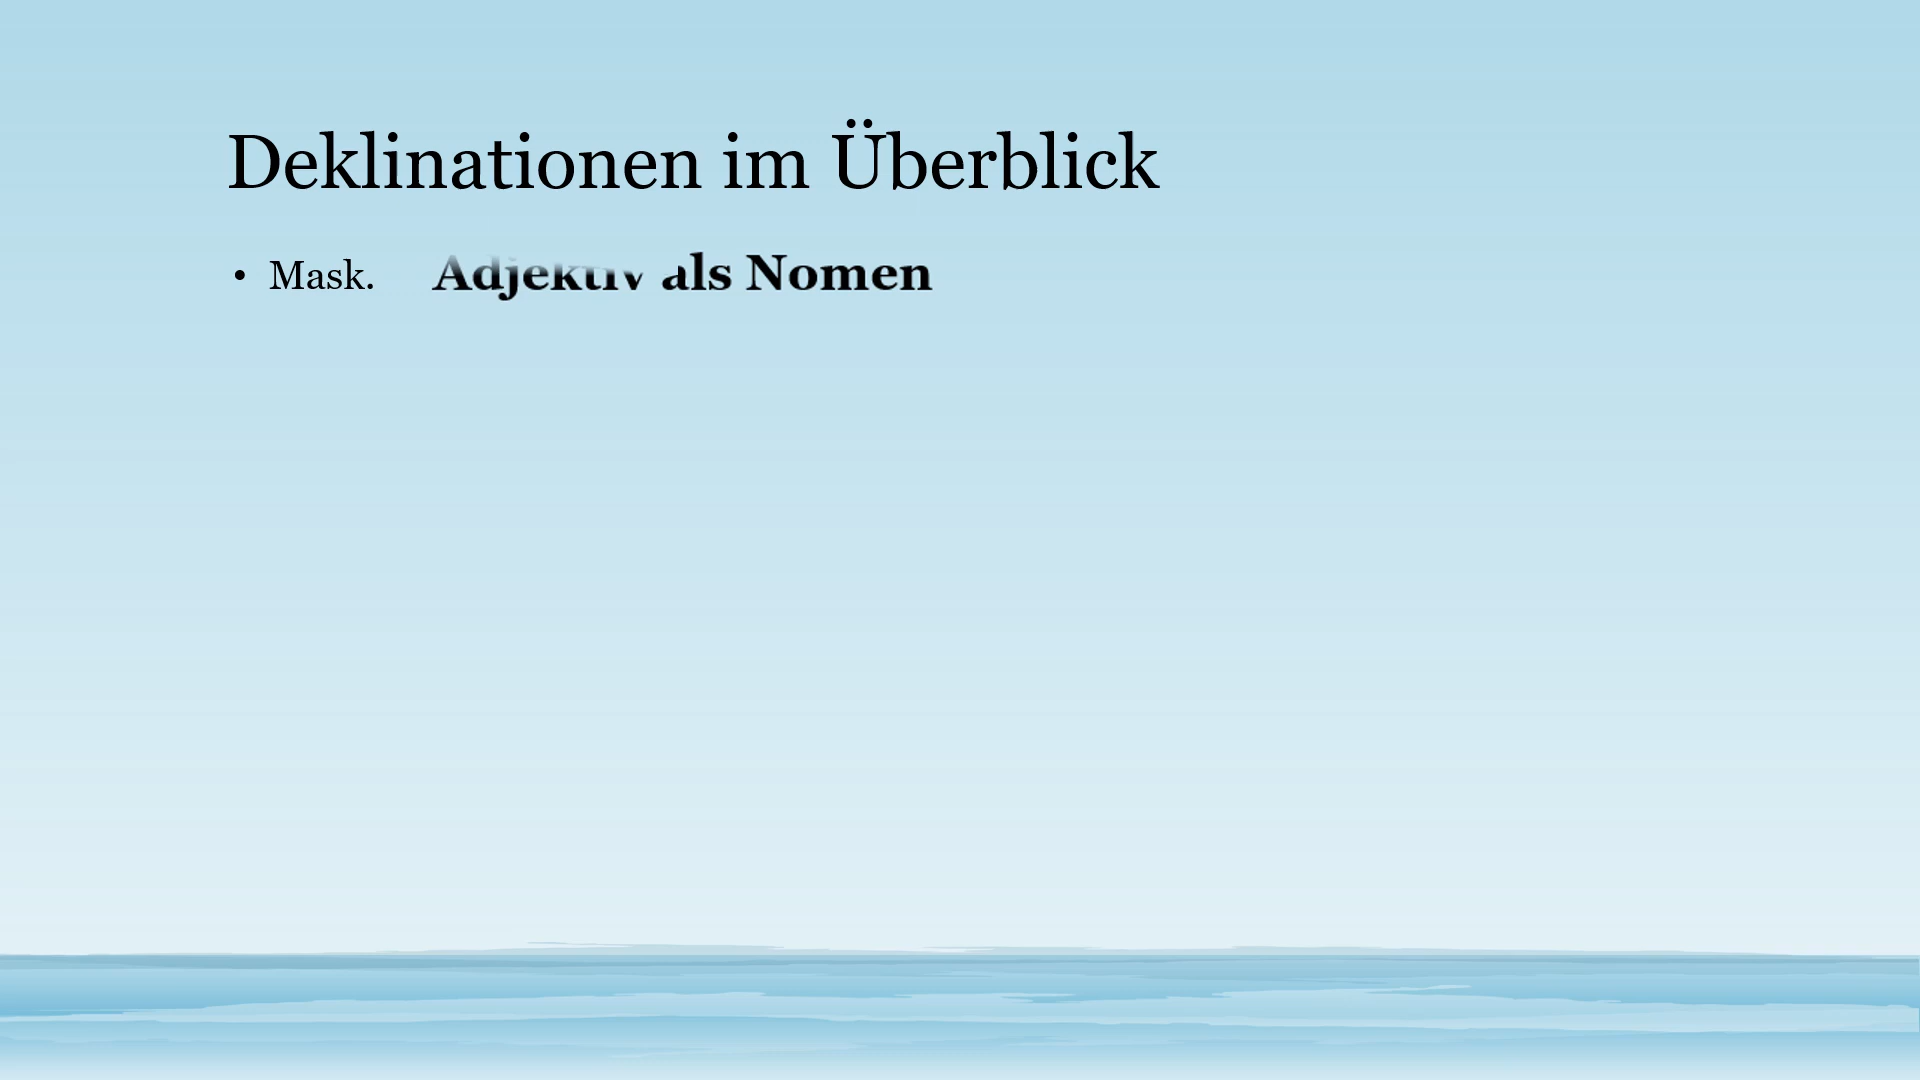 Deklinationen im Überblick
• Mask. Adjektiv als Nomen